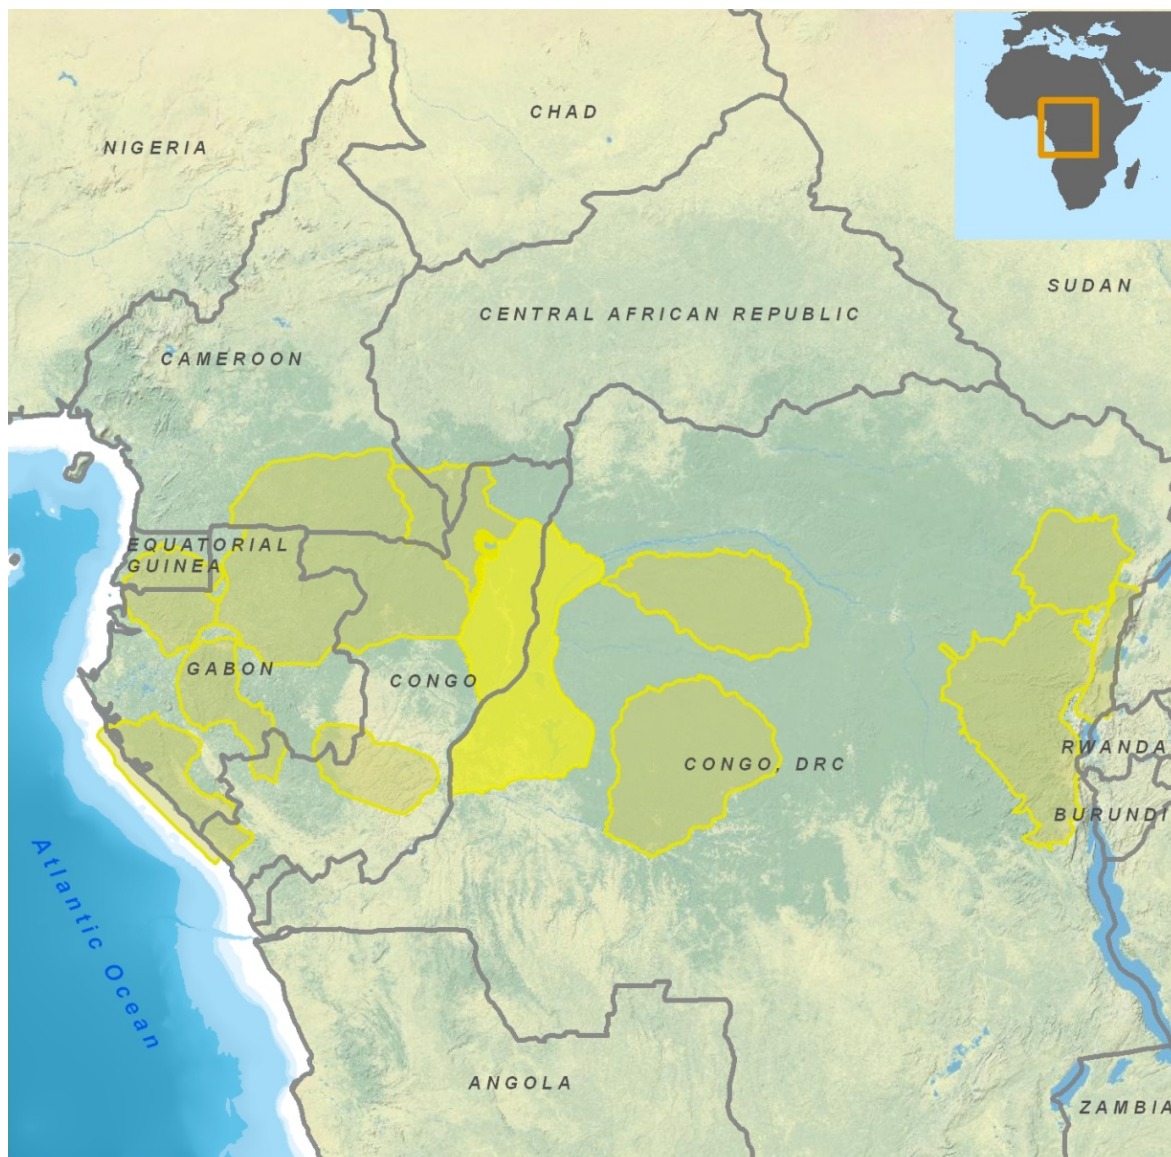 CHAD
NIGERIA
SUDAN
CENTRAL AFRICAN REPUBLIC
CAMEROON
EQUATORIAL
GUINEA
GABON
CONGO
CONGO, DRC
RWANDA
BURUNDI
Atlantic Ocean
ANGOLA
ZAMBIA